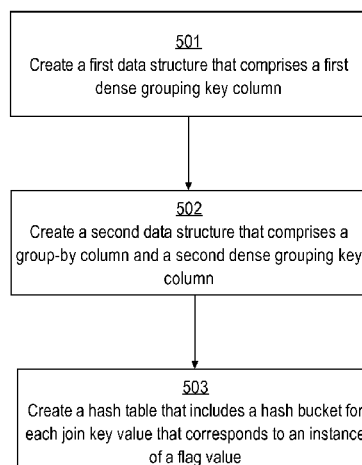 501
Create a first data structure that comprises a first
dense grouping key column
502
Create a second data structure that comprises a
group-by column and a second dense grouping key
column
503
Create a hash table that includes a hash bucket for
each join key value that corresponds to an instance
of a flag value